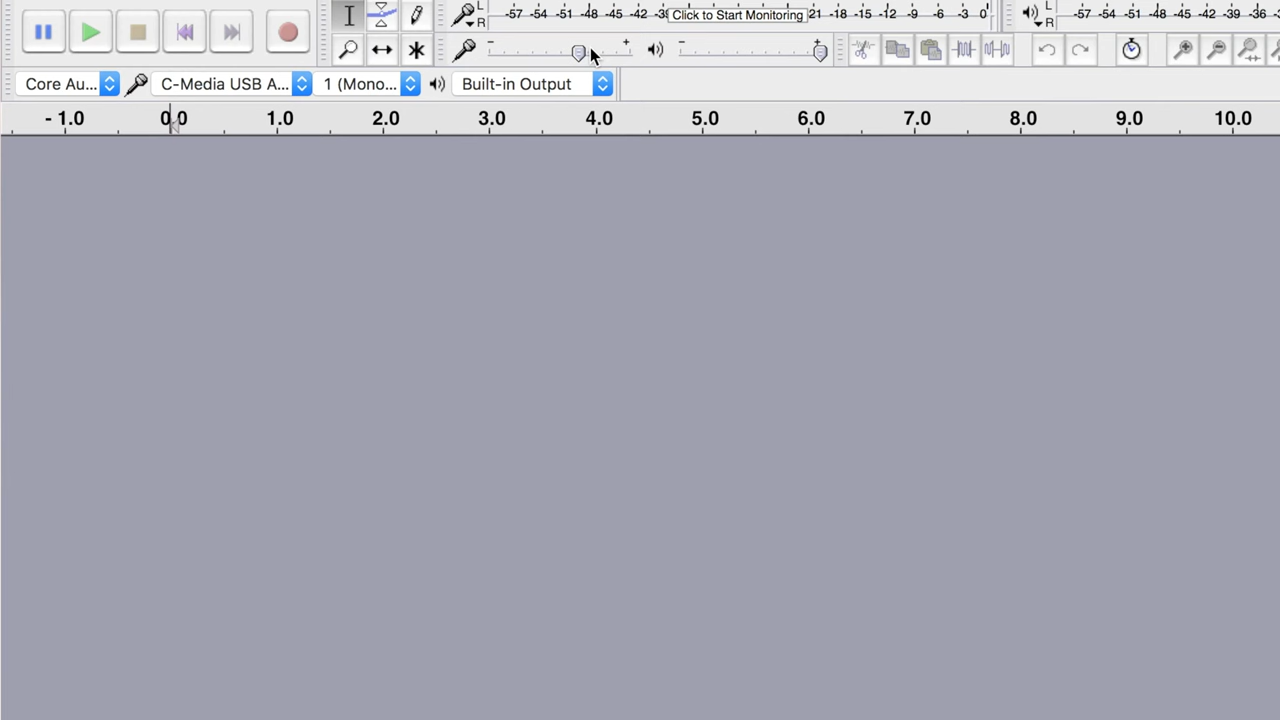 L
R
-57 -54 -51 -48 -45 -42 Click to Start Monitoring -18 -15 -12 -9 -6 -3 0
L
R
-57 -54 -51 -48 -45 -42 -39 -36
- + - +
Core Au... C-Media USB A... 1 (Mono... Built-in Output
- 1.0 0.0 1.0 2.0 3.0 4.0 5.0 6.0 7.0 8.0 9.0 10.0